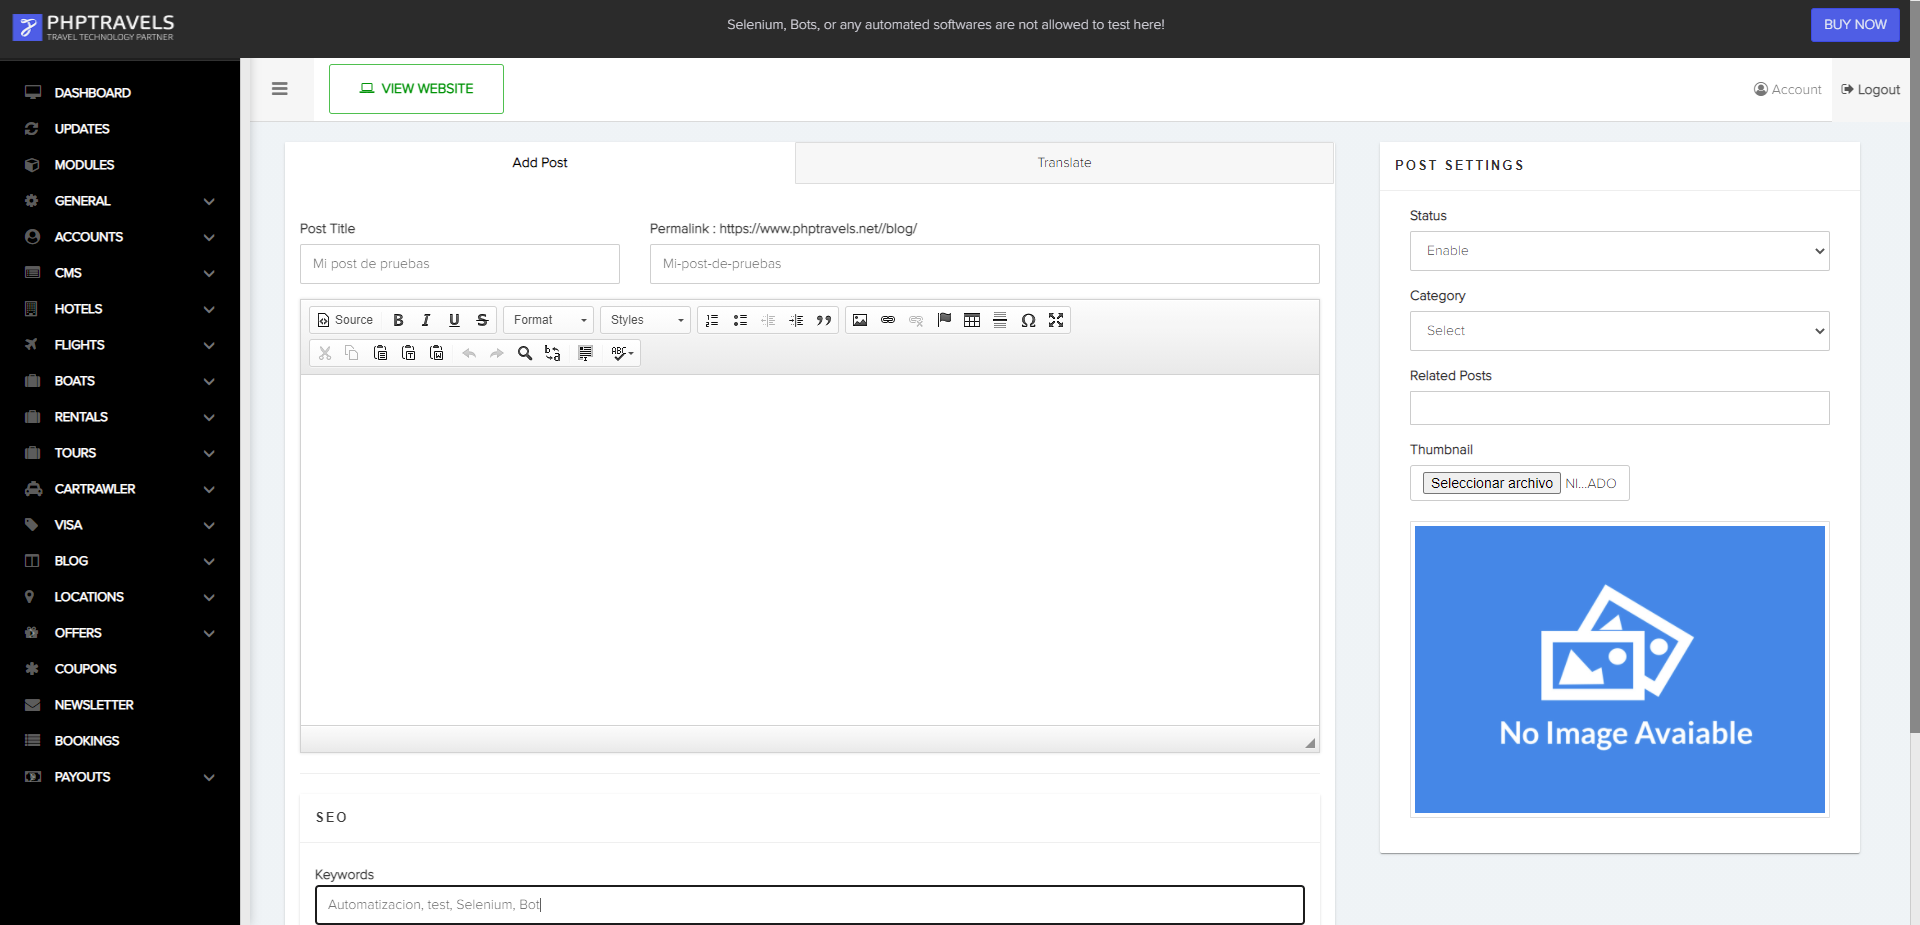 PHPTRAVELS
TRAVEL TECHNOLOGY PARTNER
Selenium, Bots, or any automated softwares are not allowed to test here!
BUY NOW
DASHBOARD
UPDATES
MODULES
GENERAL
ACCOUNTS
CMS
HOTELS
FLIGHTS
BOATS
RENTALS
TOURS
CARTRAWLER
VISA
BLOG
LOCATIONS
OFFERS
COUPONS
NEWSLETTER
BOOKINGS
PAYOUTS
VIEW WEBSITE
Account
Logout
Add Post
Translate
Post Title
Permalink : https://www.phptravels.net//blog/
Mi post de pruebas
Mi-post-de-pruebas
Source
Format
Styles
SEO
Keywords
Automatizacion, test, Selenium, Bot
POST SETTINGS
Status
Enable
Category
Select
Related Posts
Thumbnail
Seleccionar archivo NI...ADO
No Image Avaiable